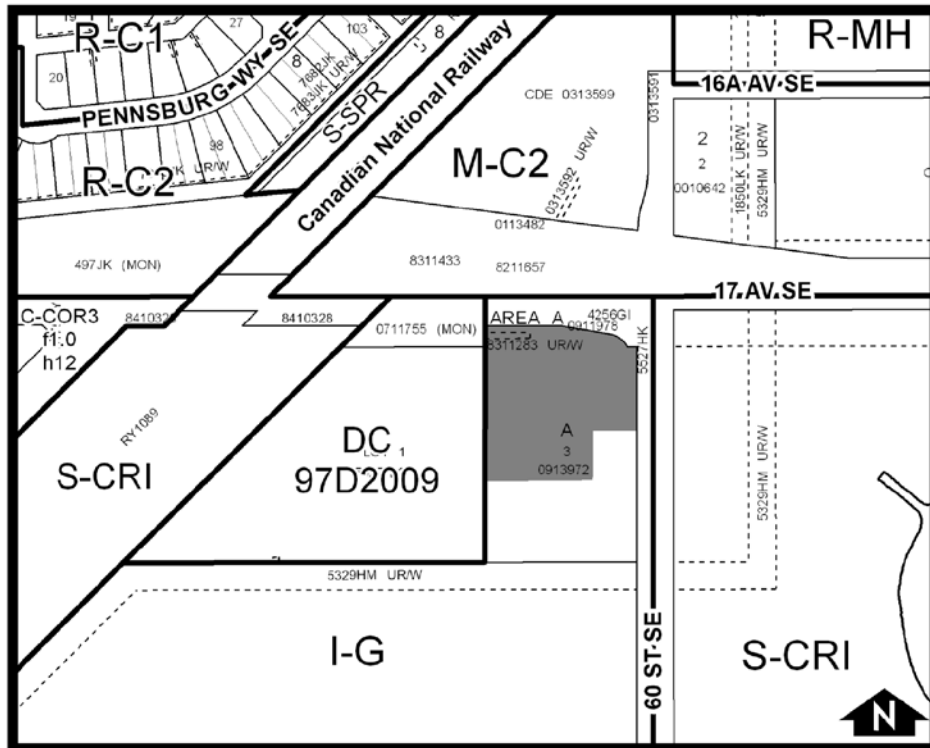 19
27
R-C1
103
8
8
R-MH
20
7682JK
7683JK UR/W
PENNSBURG WY SE
S-SPR
Canadian National Railway
CDE 0313599
0313591
16A AV SE
98
UR/W
R-C2
M-C2
0313592 UR/W
2
2
0010642
1850LK UR/W
5329HM UR/W
0113482
497JK (MON)
8311433
8211657
17 AV SE
C-COR3
f1.0
h12
8410328
0711755 (MON)
AREA A
4256GI
0911978
8311283 UR/W
5527HK
RY1089
S-CRI
DC
1
97D2009
A
3
0913972
5329HM UR/W
5329HM UR/W
I-G
60 ST SE
S-CRI
N